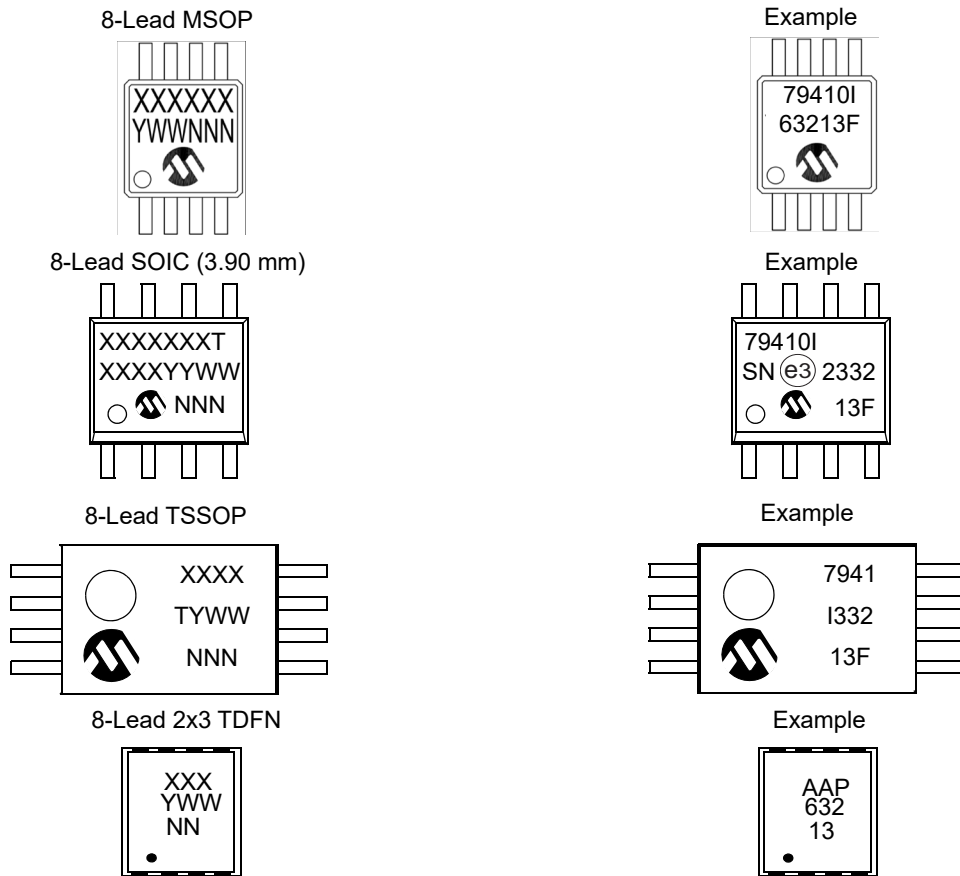 8-Lead MSOP
XXXXXX
YWWNNN
Example
79410I
63213F
8-Lead SOIC (3.90 mm)
XXXXXXXT
XXXXYYWW
NNN
Example
79410I
SN e3 2332
13F
8-Lead TSSOP
XXXX
TYWW
NNN
Example
7941
I332
13F
8-Lead 2x3 TDFN
XXX
YWW
NN
Example
AAP
632
13